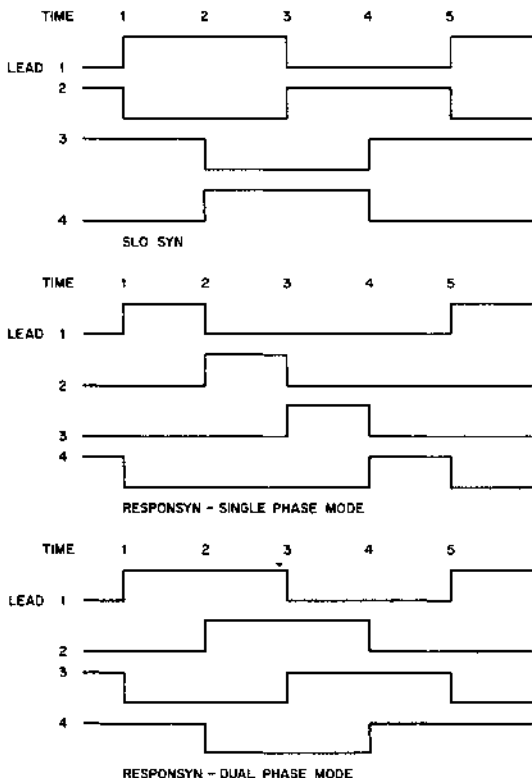 TIME 1 2 3 4 5
LEAD 1
2
3
4
SLO SYN
TIME 1 2 3 4 5
LEAD 1
2
3
4
RESPONSYN - SINGLE PHASE MODE
TIME 1 2 3 4 5
LEAD 1
2
3
4
RESPONSYN - DUAL PHASE MODE